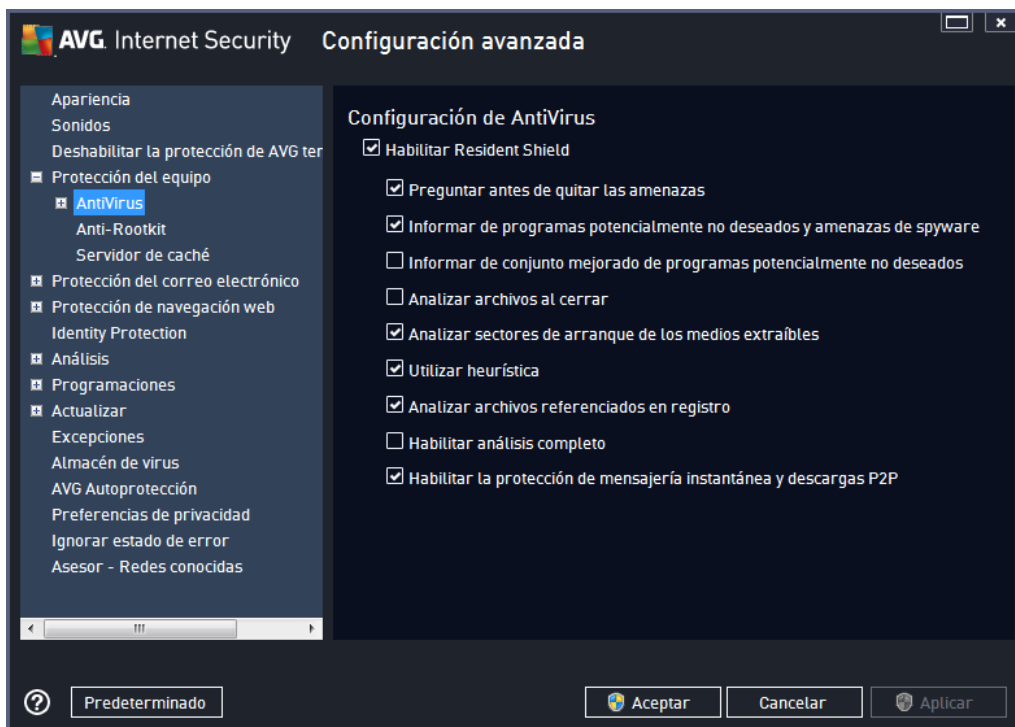 AVG. Internet Security Configuración avanzada
Apariencia
Sonidos
Deshabilitar la protección de AVG ter
Protección del equipo
AntiVirus
Anti-Rootkit
Servidor de caché
Protección del correo electrónico
Protección de navegación web
Identity Protection
Análisis
Programaciones
Actualizar
Excepciones
Almacén de virus
AVG Autoprotección
Preferencias de privacidad
Ignorar estado de error
Asesor - Redes conocidas
Configuración de AntiVirus
Habilitar Resident Shield
Preguntar antes de quitar las amenazas
Informar de programas potencialmente no deseados y amenazas de spyware
Informar de conjunto mejorado de programas potencialmente no deseados
Analizar archivos al cerrar
Analizar sectores de arranque de los medios extraíbles
Utilizar heurística
Analizar archivos referenciados en registro
Habilitar análisis completo
Habilitar la protección de mensajería instantánea y descargas P2P
Predeterminado
Aceptar
Cancelar
Aplicar